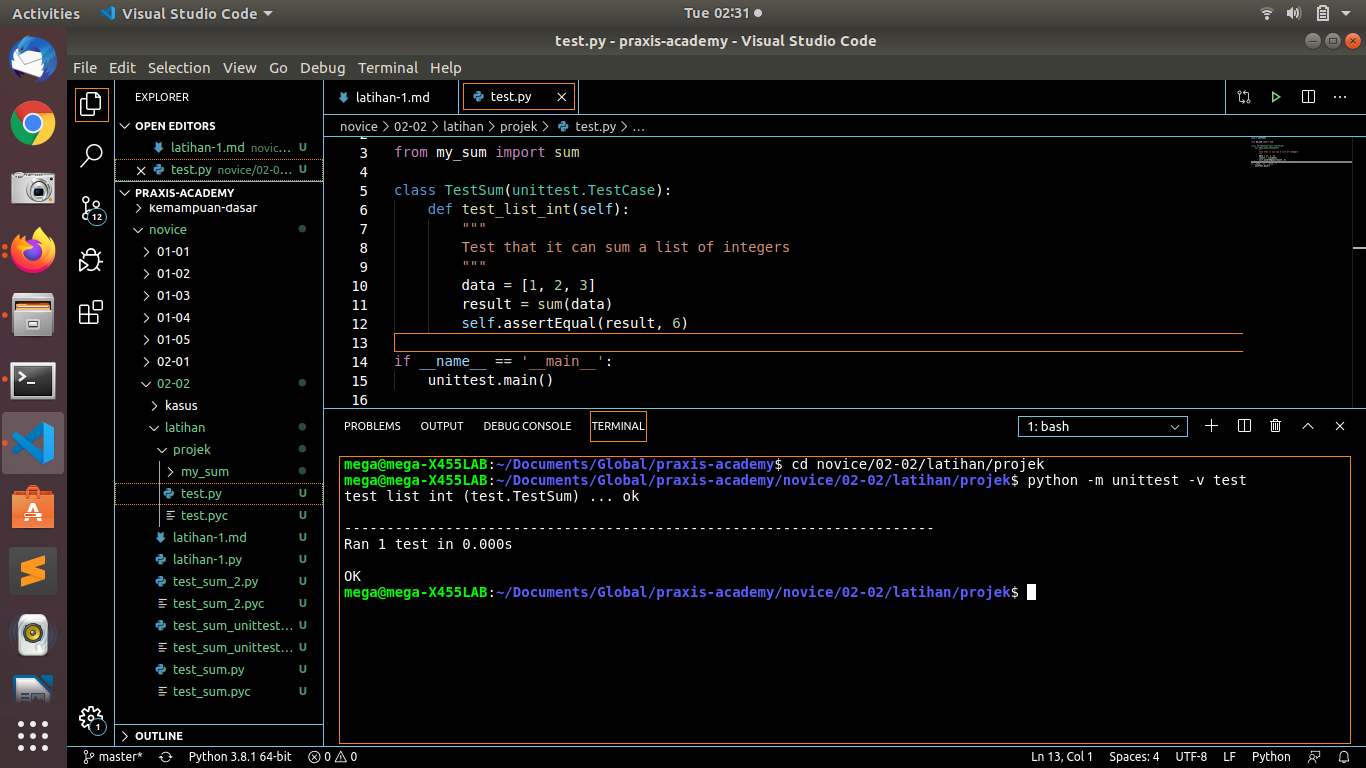 Activities
Visual Studio Code
Tue 02:31
test.py - praxis-academy - Visual Studio Code
File Edit Selection View Go Debug Terminal Help
EXPLORER
OPEN EDITORS
latihan-1.md novic... U
test.py novice/02-0... U
PRAXIS-ACADEMY
kemampuan-dasar
novice
01-01
01-02
01-03
01-04
01-05
02-01
02-02
kasus
latihan
projek
my_sum
test.py U
test.pyc U
latihan-1.md U
latihan-1.py U
test_sum_2.py U
test_sum_2.pyc U
test_sum_unittest... U
test_sum_unittest... U
test_sum.py U
test_sum.pyc U
OUTLINE
12
1
latihan-1.md
test.py
novice > 02-02 > latihan > projek > test.py > ...
3 from my_sum import sum
4
5 class TestSum(unittest.TestCase):
6 def test_list_int(self):
7 """
8 Test that it can sum a list of integers
9 """
10 data = [1, 2, 3]
11 result = sum(data)
12 self.assertEqual(result, 6)
13
14 if __name__ == '__main__':
15 unittest.main()
16
PROBLEMS OUTPUT DEBUG CONSOLE TERMINAL
1: bash
mega@mega-X455LAB:~/Documents/Global/praxis-academy$ cd novice/02-02/latihan/projek
mega@mega-X455LAB:~/Documents/Global/praxis-academy/novice/02-02/latihan/projek$ python -m unittest -v test
test list int (test.TestSum) ... ok
----------------------------------------------------------------------
Ran 1 test in 0.000s
OK
mega@mega-X455LAB:~/Documents/Global/praxis-academy/novice/02-02/latihan/projek$
master* Python 3.8.1 64-bit 0 0
Ln 13, Col 1 Spaces: 4 UTF-8 LF Python